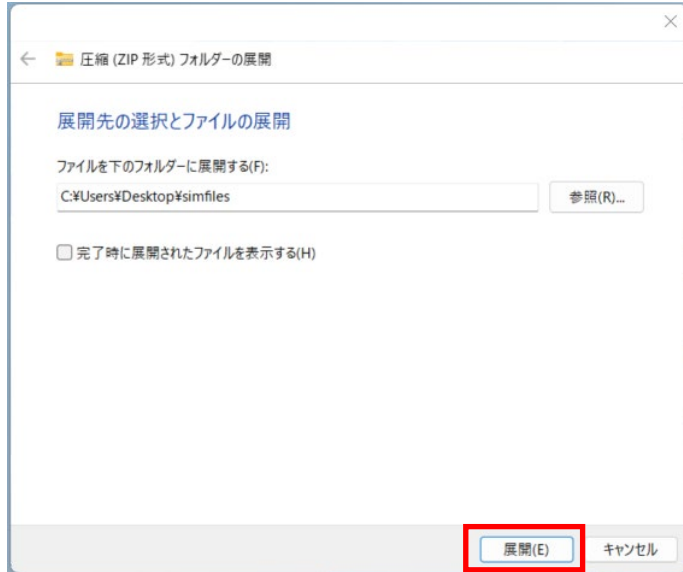 圧縮 (ZIP 形式) フォルダーの展開
展開先の選択とファイルの展開
ファイルを下のフォルダーに展開する(F):
C:¥Users¥Desktop¥simfiles
参照(R)...
完了時に展開されたファイルを表示する(H)
展開(E)
キャンセル